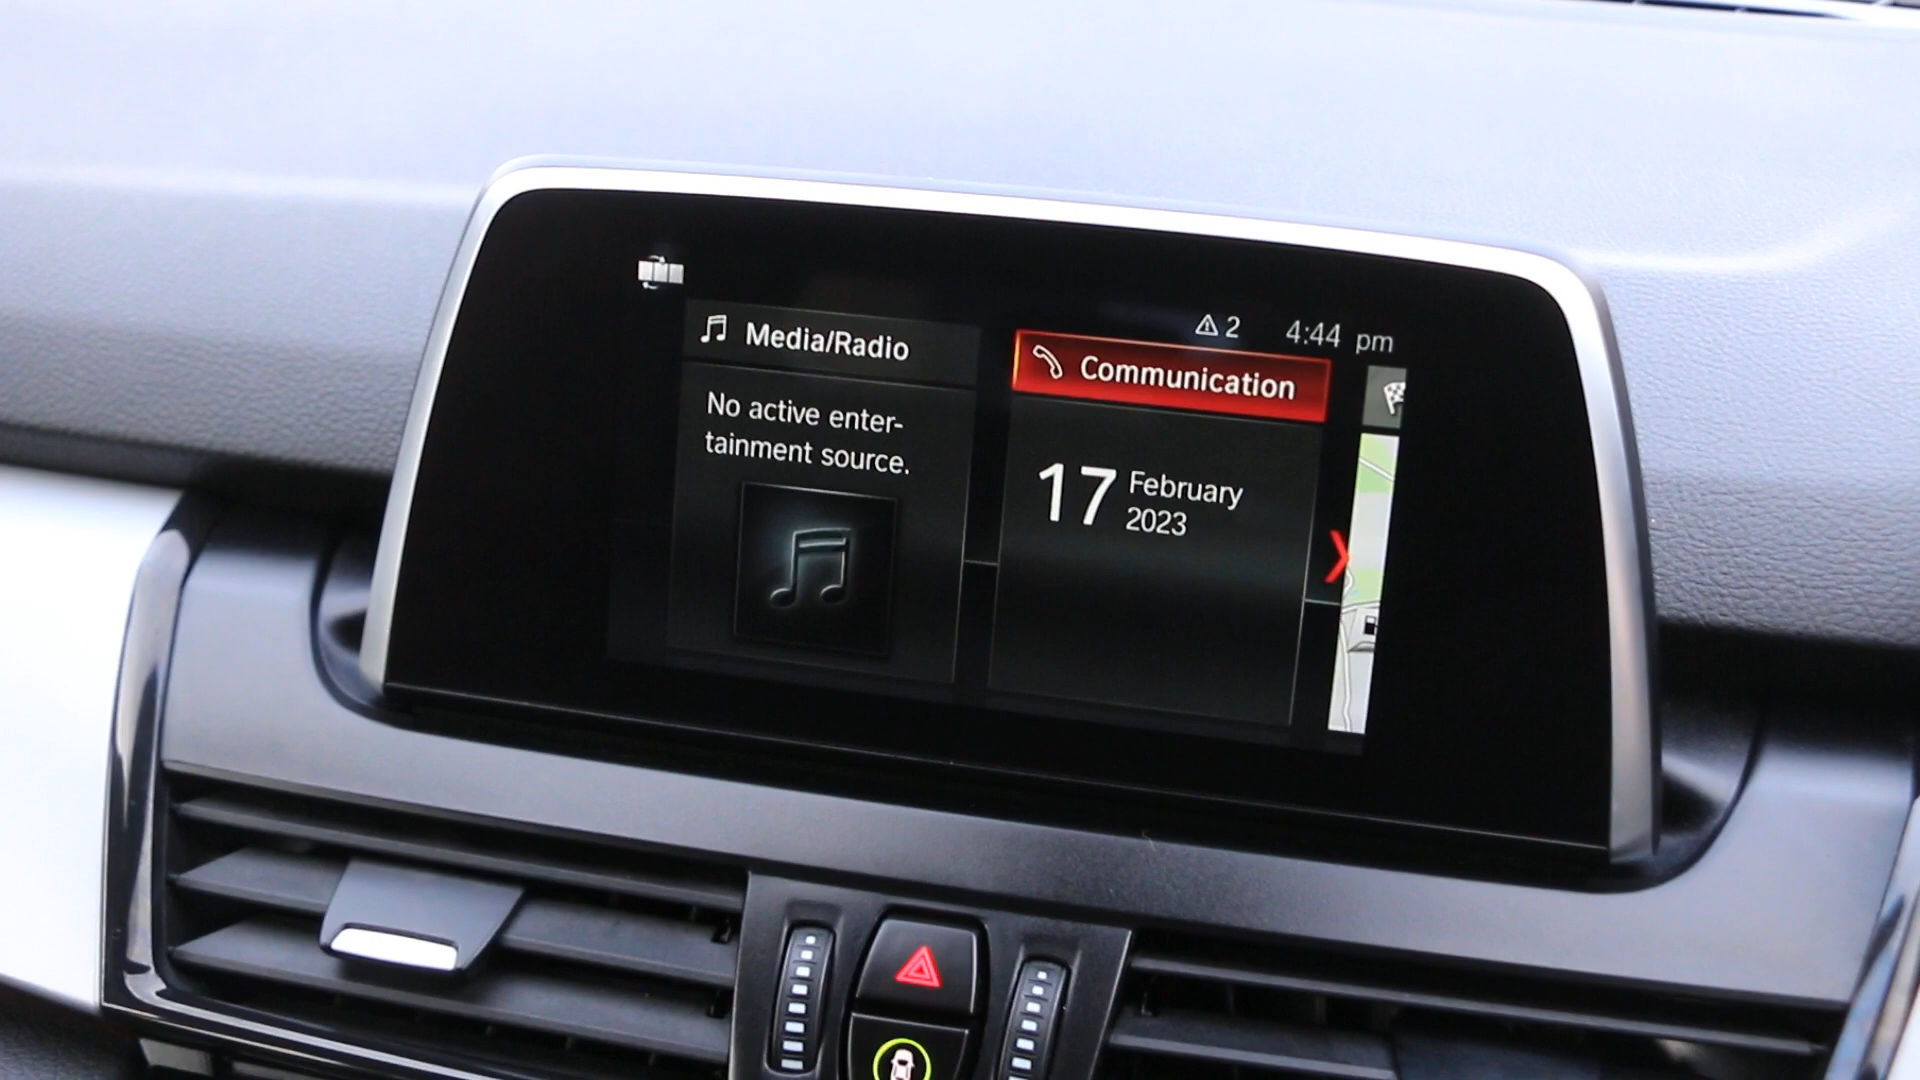 2 4:44 pm
Media/Radio
No active enter-
tainment source.
Communication
17 February
2023